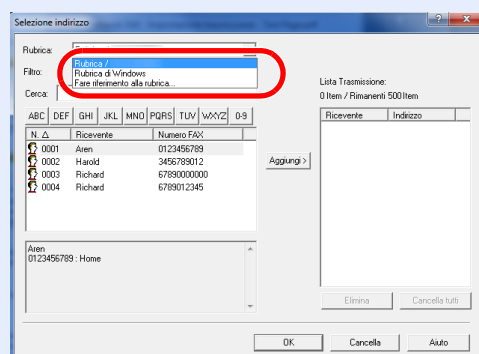 Selezione indirizzo
Rubrica:
Rubrica /
Rubrica di Windows
Fare riferimento alla rubrica...
Filtro:
Cerca:
Lista Trasmissione:
0 Item / Rimanenti 500 Item
ABC DEF GHI JKL MNO PQRS TUV WXYZ 0-9
N. △ Ricevente Numero FAX
0001 Aren 0123456789
0002 Harold 3456789012
0003 Richard 67890000000
0004 Richard 6789012345
Aggiungi >
Ricevente Indirizzo
Aren
0123456789 : Home
Elimina Cancella tutti
OK Cancella Aiuto